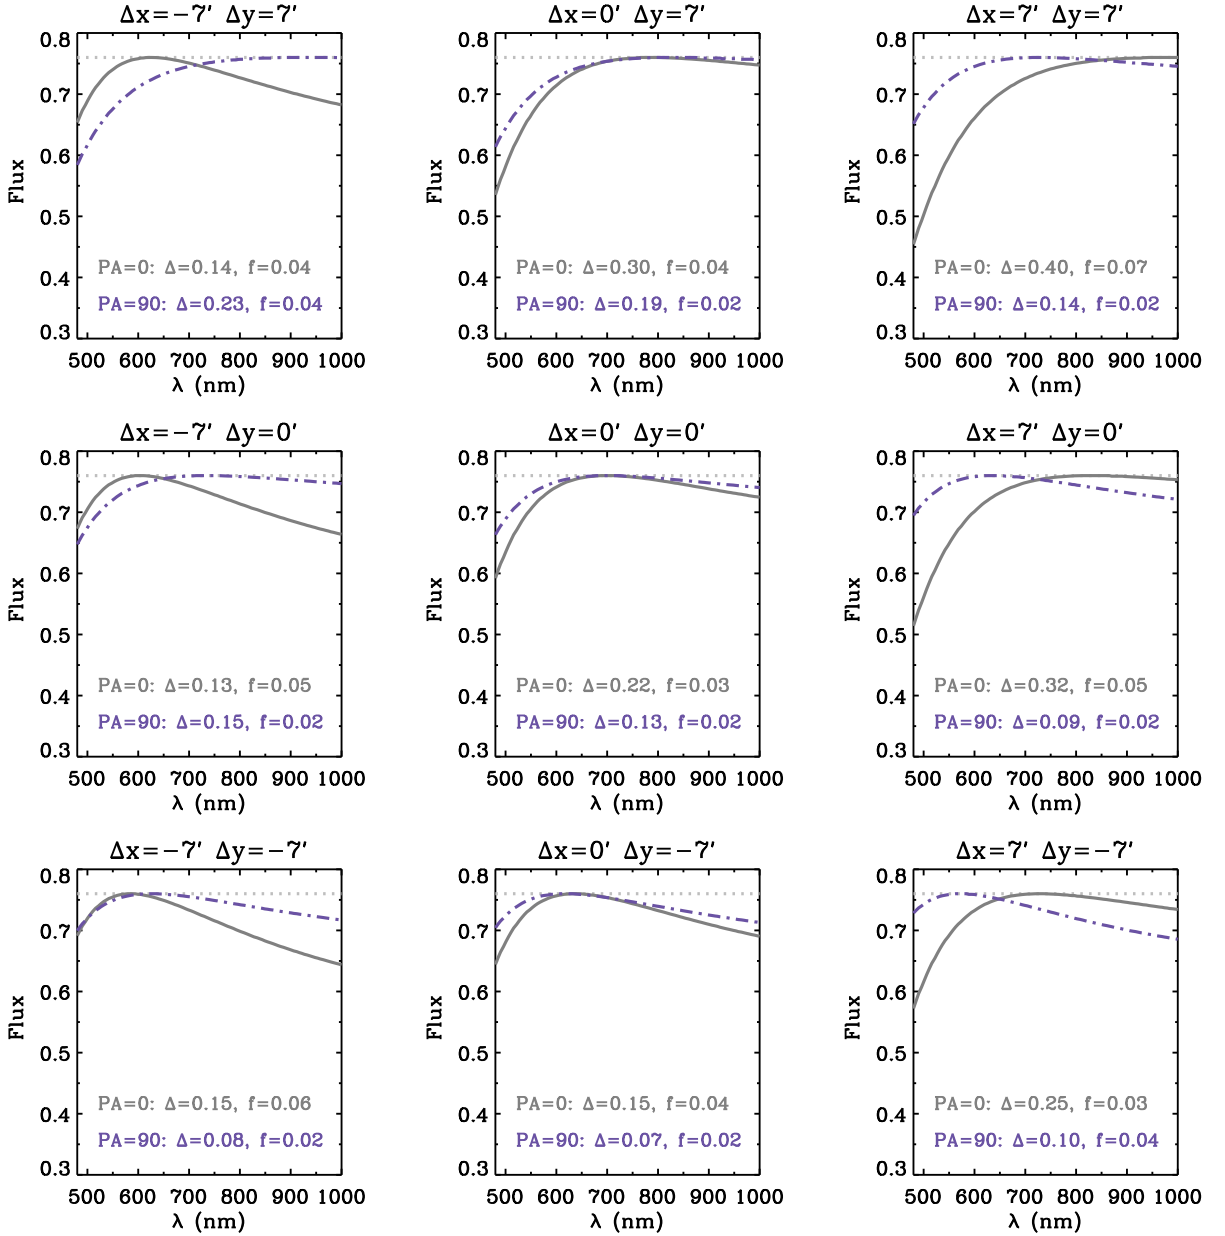 Δx=−7′ Δy=7′
0.8
0.7
0.6
0.5
0.4
0.3
Flux
PA=0: Δ=0.14, f=0.04
PA=90: Δ=0.23, f=0.04
500 600 700 800 900 1000
λ (nm)
Δx=0′ Δy=7′
0.8
0.7
0.6
0.5
0.4
0.3
Flux
PA=0: Δ=0.30, f=0.04
PA=90: Δ=0.19, f=0.02
500 600 700 800 900 1000
λ (nm)
Δx=7′ Δy=7′
0.8
0.7
0.6
0.5
0.4
0.3
Flux
PA=0: Δ=0.40, f=0.07
PA=90: Δ=0.14, f=0.02
500 600 700 800 900 1000
λ (nm)
Δx=−7′ Δy=0′
0.8
0.7
0.6
0.5
0.4
0.3
Flux
PA=0: Δ=0.13, f=0.05
PA=90: Δ=0.15, f=0.02
500 600 700 800 900 1000
λ (nm)
Δx=0′ Δy=0′
0.8
0.7
0.6
0.5
0.4
0.3
Flux
PA=0: Δ=0.22, f=0.03
PA=90: Δ=0.13, f=0.02
500 600 700 800 900 1000
λ (nm)
Δx=7′ Δy=0′
0.8
0.7
0.6
0.5
0.4
0.3
Flux
PA=0: Δ=0.32, f=0.05
PA=90: Δ=0.09, f=0.02
500 600 700 800 900 1000
λ (nm)
Δx=−7′ Δy=−7′
0.8
0.7
0.6
0.5
0.4
0.3
Flux
PA=0: Δ=0.15, f=0.06
PA=90: Δ=0.08, f=0.02
500 600 700 800 900 1000
λ (nm)
Δx=0′ Δy=−7′
0.8
0.7
0.6
0.5
0.4
0.3
Flux
PA=0: Δ=0.15, f=0.04
PA=90: Δ=0.07, f=0.02
500 600 700 800 900 1000
λ (nm)
Δx=7′ Δy=−7′
0.8
0.7
0.6
0.5
0.4
0.3
Flux
PA=0: Δ=0.25, f=0.03
PA=90: Δ=0.10, f=0.04
500 600 700 800 900 1000
λ (nm)